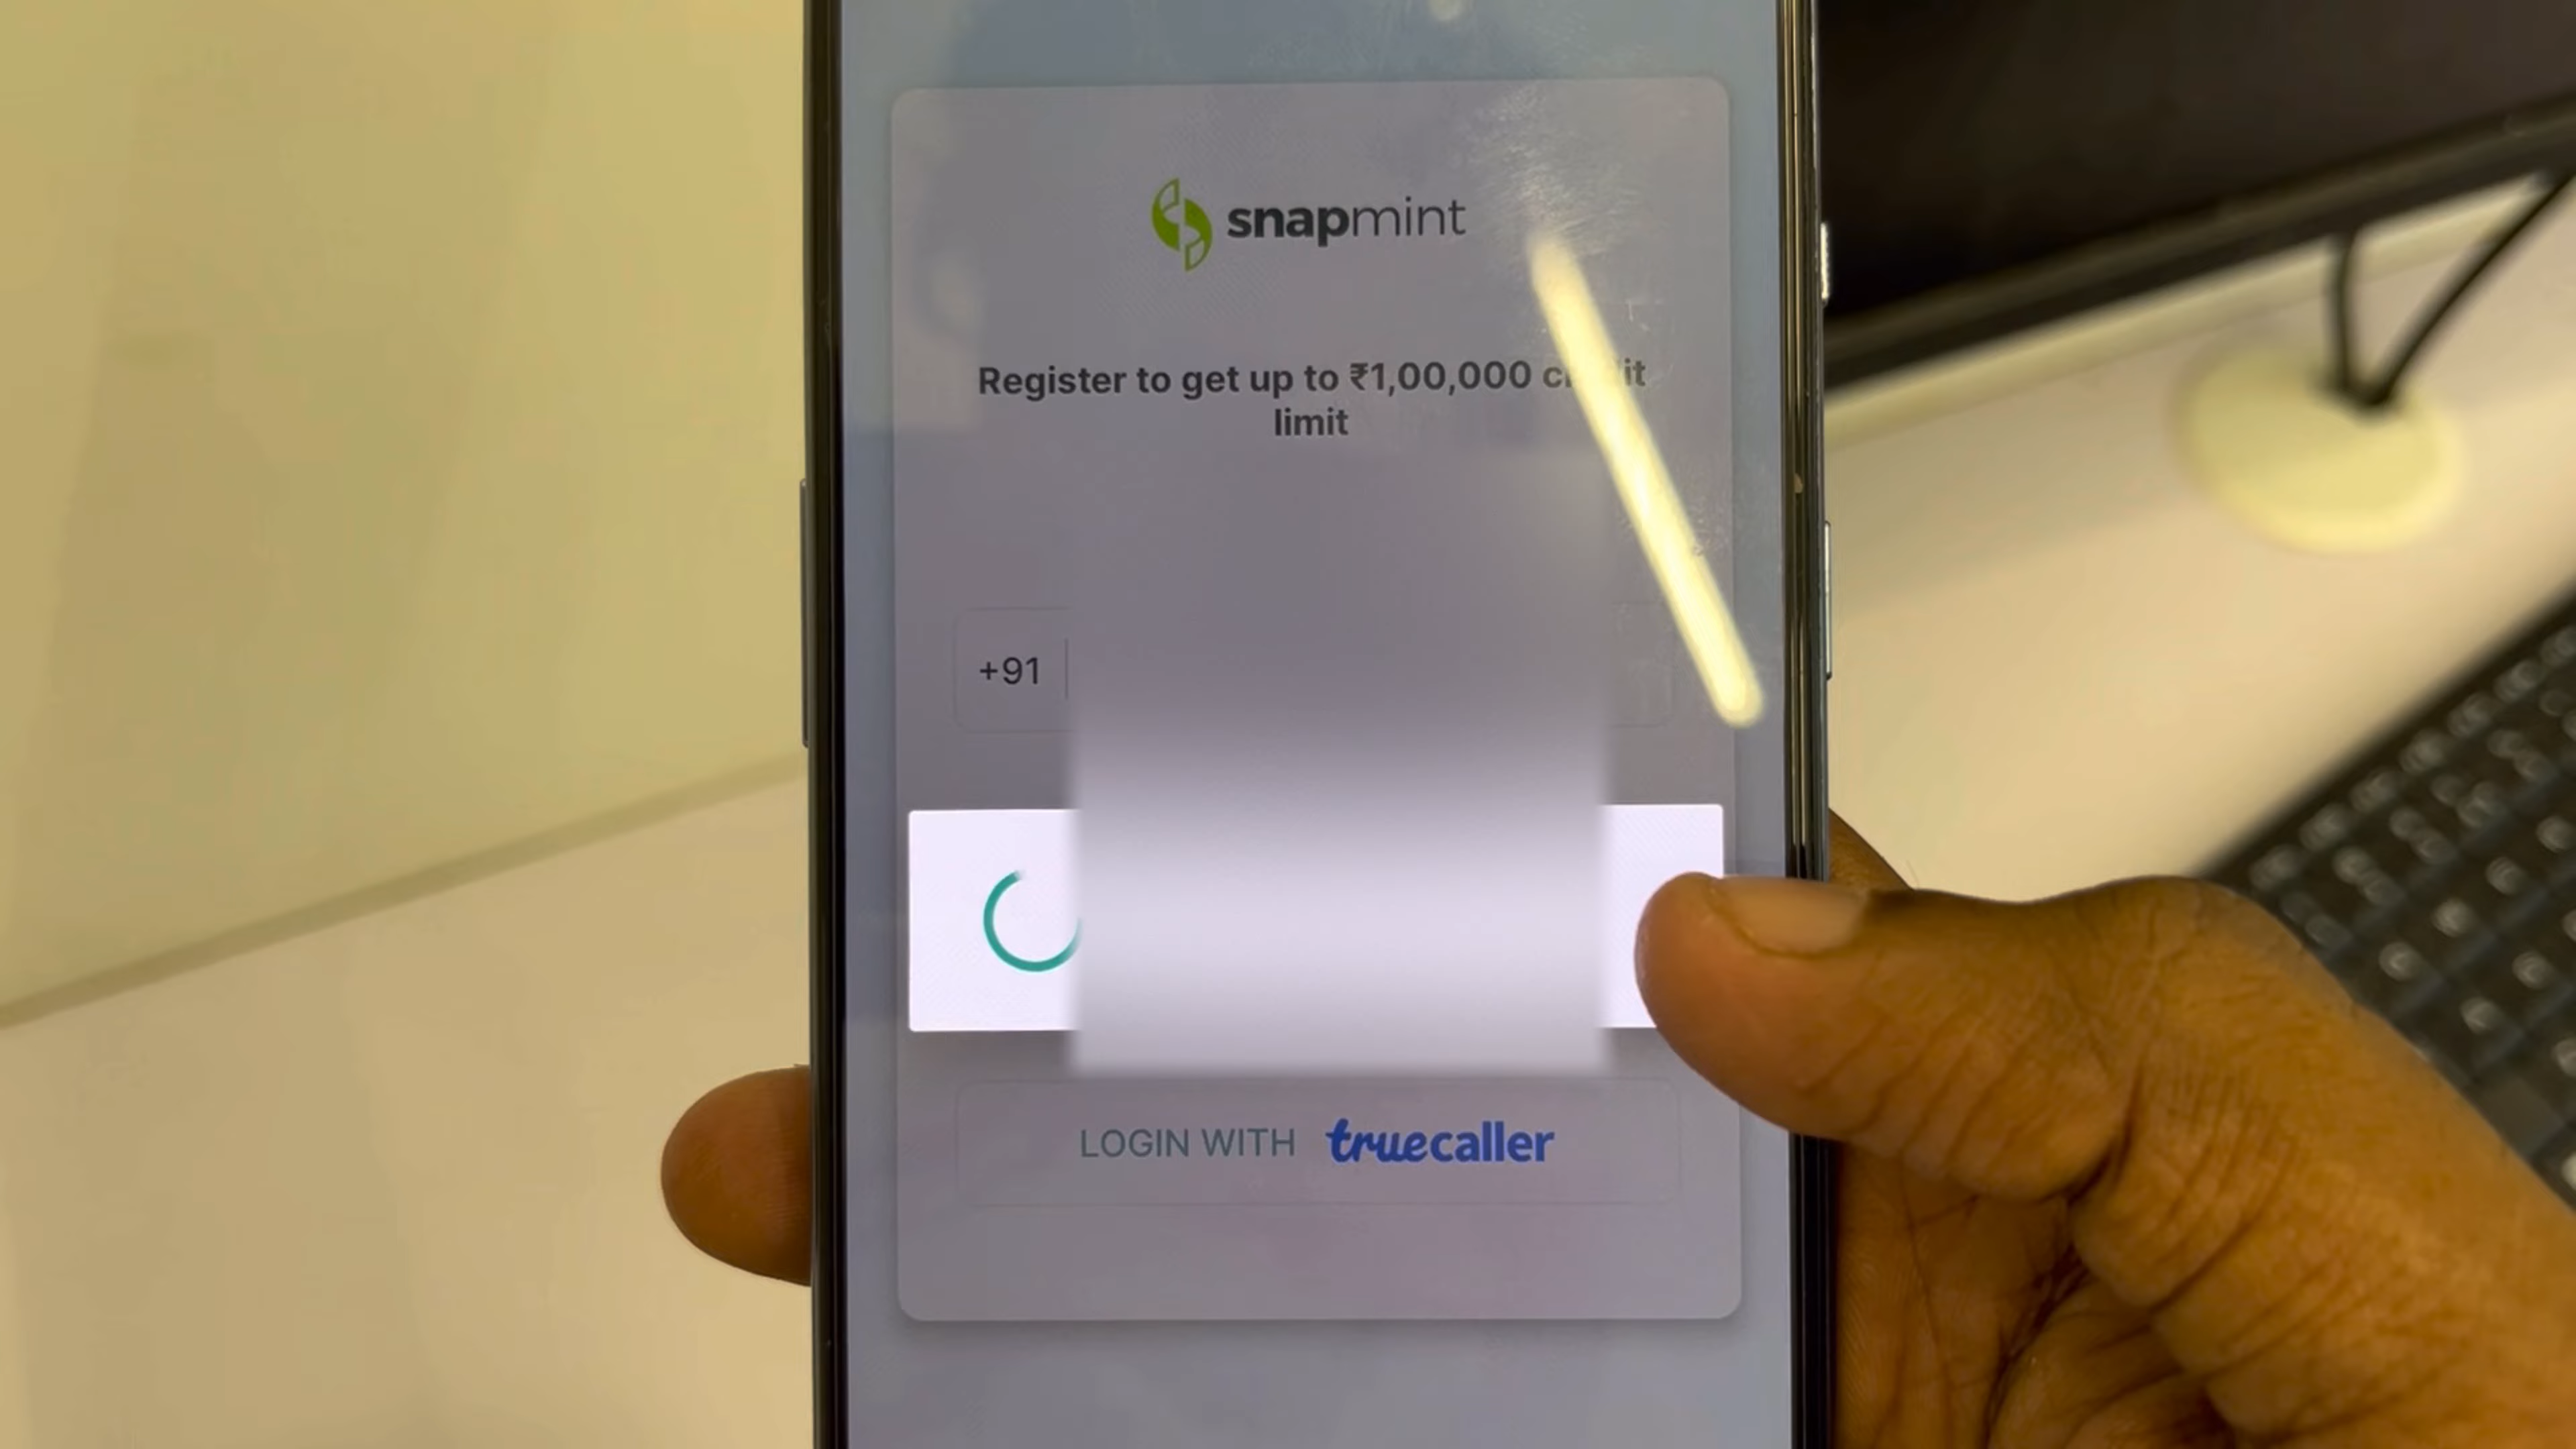 snapmint
Register to get up to ₹1,00,000
limit
+91
LOGIN WITH truecaller